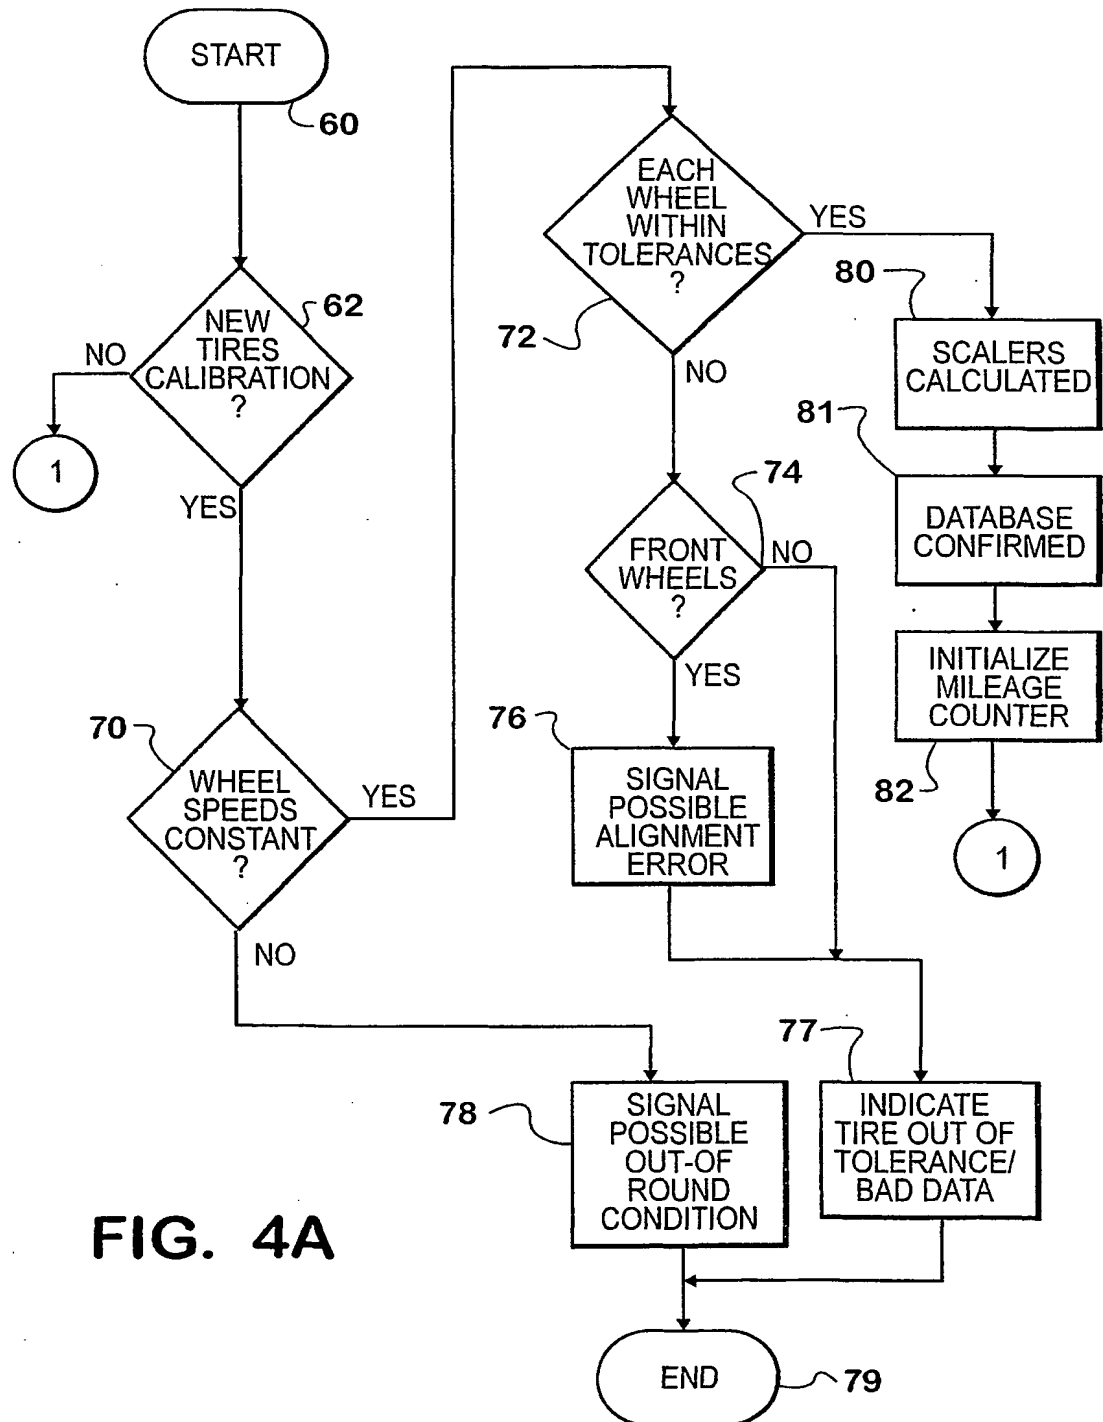 START
60
NEW
TIRES
CALIBRATION
?
62
NO
1
YES
70
WHEEL
SPEEDS
CONSTANT
?
YES
NO
EACH
WHEEL
WITHIN
TOLERANCES
?
72
YES
NO
80
SCALERS
CALCULATED
81
DATABASE
CONFIRMED
INITIALIZE
MILEAGE
COUNTER
82
1
74
FRONT
WHEELS
?
NO
YES
76
SIGNAL
POSSIBLE
ALIGNMENT
ERROR
77
INDICATE
TIRE OUT OF
TOLERANCE/
BAD DATA
78
SIGNAL
POSSIBLE
OUT-OF
ROUND
CONDITION
END
79
FIG. 4A